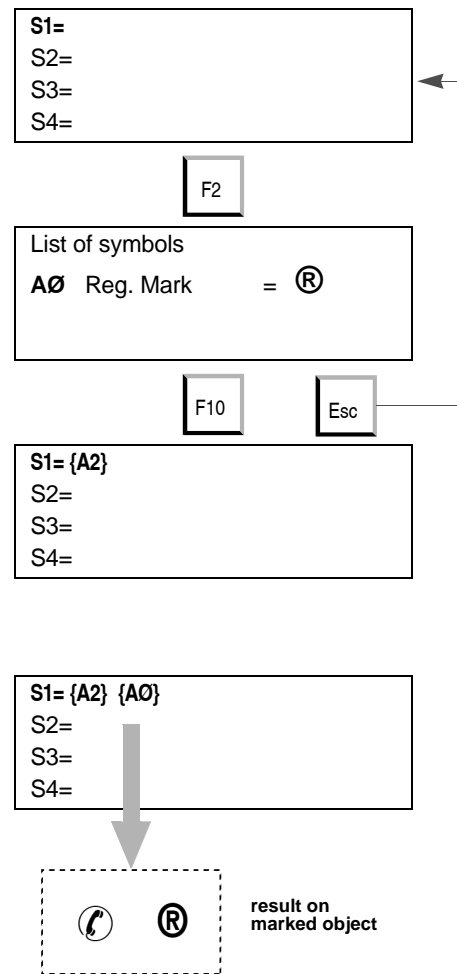 S1=
S2=
S3=
S4=
F2
List of symbols
AØ Reg. Mark = ®
F10 Esc
S1= {A2}
S2=
S3=
S4=
S1= {A2} {AØ}
S2=
S3=
S4=
✆ ®
result on
marked object